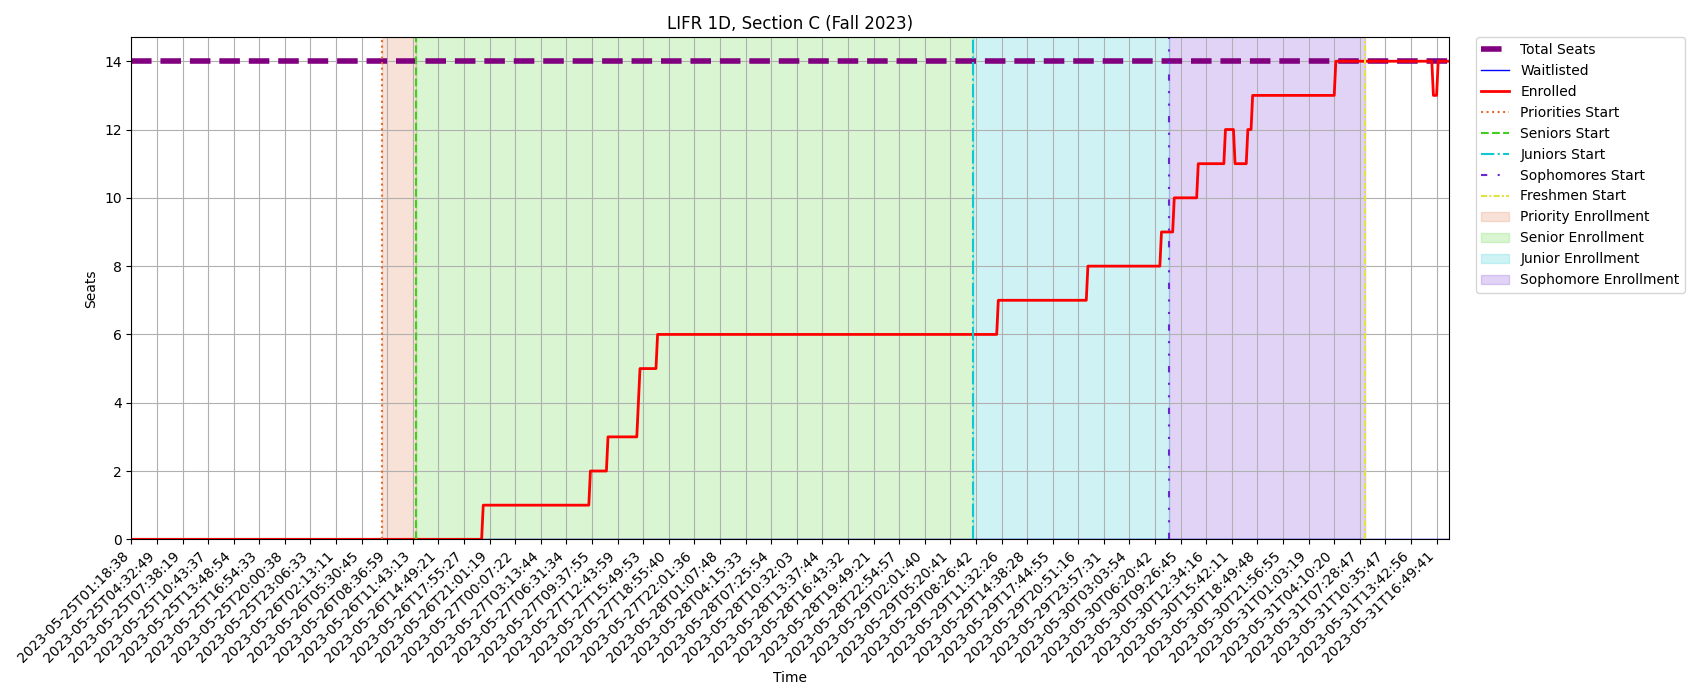 LIFR 1D, Section C (Fall 2023)
Total Seats
Waitlisted
Enrolled
Priorities Start
Seniors Start
Juniors Start
Sophomores Start
Freshmen Start
Priority Enrollment
Senior Enrollment
Junior Enrollment
Sophomore Enrollment
Seats
14
12
10
8
6
4
2
0
2023-05-25T01:18:38
2023-05-25T04:32:49
2023-05-25T07:38:19
2023-05-25T10:43:37
2023-05-25T13:48:54
2023-05-25T16:54:33
2023-05-25T20:00:38
2023-05-25T23:06:33
2023-05-26T02:13:11
2023-05-26T05:30:45
2023-05-26T08:36:59
2023-05-26T11:43:13
2023-05-26T14:49:21
2023-05-26T17:55:27
2023-05-26T21:01:19
2023-05-27T00:07:22
2023-05-27T03:13:44
2023-05-27T06:31:34
2023-05-27T09:37:55
2023-05-27T12:43:59
2023-05-27T15:49:53
2023-05-27T18:55:40
2023-05-27T22:01:36
2023-05-28T01:07:48
2023-05-28T04:15:33
2023-05-28T07:25:54
2023-05-28T10:32:03
2023-05-28T13:37:44
2023-05-28T16:43:32
2023-05-28T19:49:21
2023-05-28T22:54:57
2023-05-29T02:01:40
2023-05-29T05:20:41
2023-05-29T08:26:42
2023-05-29T11:32:26
2023-05-29T14:38:28
2023-05-29T17:44:55
2023-05-29T20:51:16
2023-05-29T23:57:31
2023-05-30T03:03:54
2023-05-30T06:20:42
2023-05-30T09:26:45
2023-05-30T12:34:16
2023-05-30T15:42:11
2023-05-30T18:49:48
2023-05-30T21:56:55
2023-05-31T01:03:19
2023-05-31T04:10:20
2023-05-31T07:28:47
2023-05-31T10:35:47
2023-05-31T13:42:56
2023-05-31T16:49:41
Time